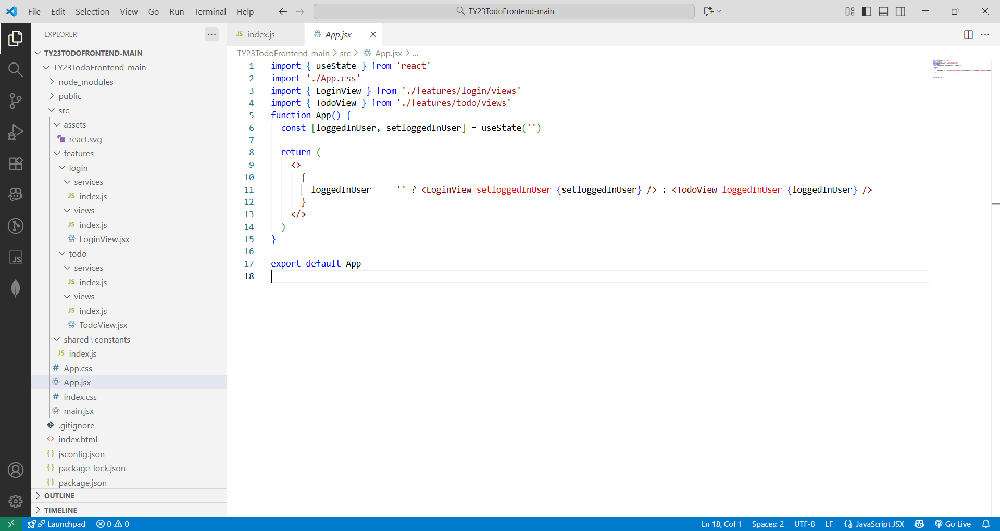 File Edit Selection View Go Run Terminal Help
TY23TodoFrontend-main
EXPLORER
TY23TODOFRONTEND-MAIN
TY23TodoFrontend-main
node_modules
public
src
assets
react.svg
features
login
services
JS index.js
views
JS index.js
LoginView.jsx
todo
services
JS index.js
views
JS index.js
TodoView.jsx
shared\constants
JS index.js
# App.css
App.jsx
# index.css
main.jsx
.gitignore
<> index.html
{} jsconfig.json
{} package-lock.json
{} package.json
OUTLINE
TIMELINE
JS index.js
App.jsx
TY23TodoFrontend-main > src > App.jsx > ...
1 import { useState } from 'react'
2 import './App.css'
3 import { LoginView } from './features/login/views'
4 import { TodoView } from './features/todo/views'
5 function App() {
6 const [loggedInUser, setloggedInUser] = useState('')
7
8 return (
9 <>
10 {
11 loggedInUser === '' ? <LoginView setloggedInUser={setloggedInUser} /> : <TodoView loggedInUser={loggedInUser} />
12 }
13 </>
14 )
15 }
16
17 export default App
18
JS
Launchpad 0 0
Ln 18, Col 1 Spaces: 2 UTF-8 LF {} JavaScript JSX Go Live